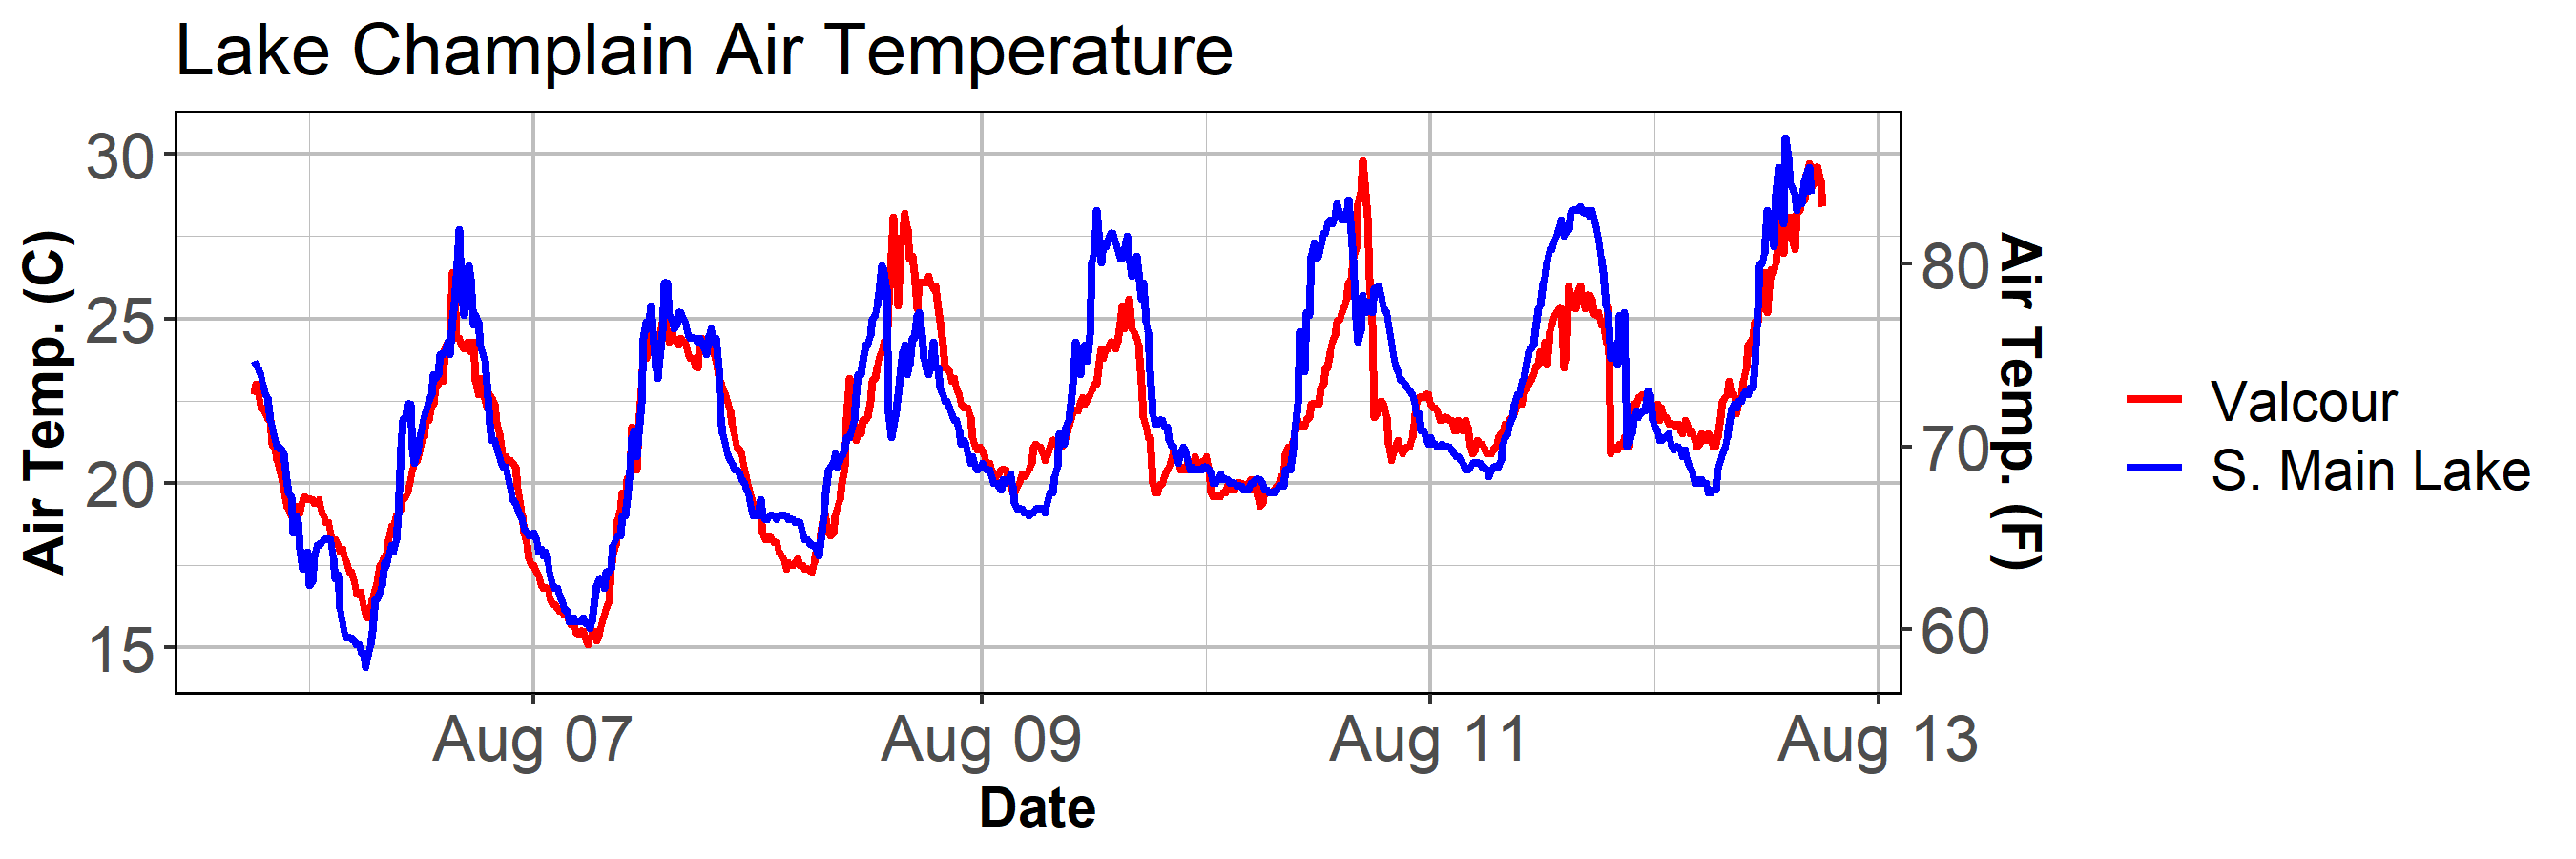 Lake Champlain Air Temperature
Air Temp. (C)
30
25
20
15
80
70
60
Air Temp. (F)
Aug 07
Aug 09
Aug 11
Aug 13
Date
Valcour
S. Main Lake